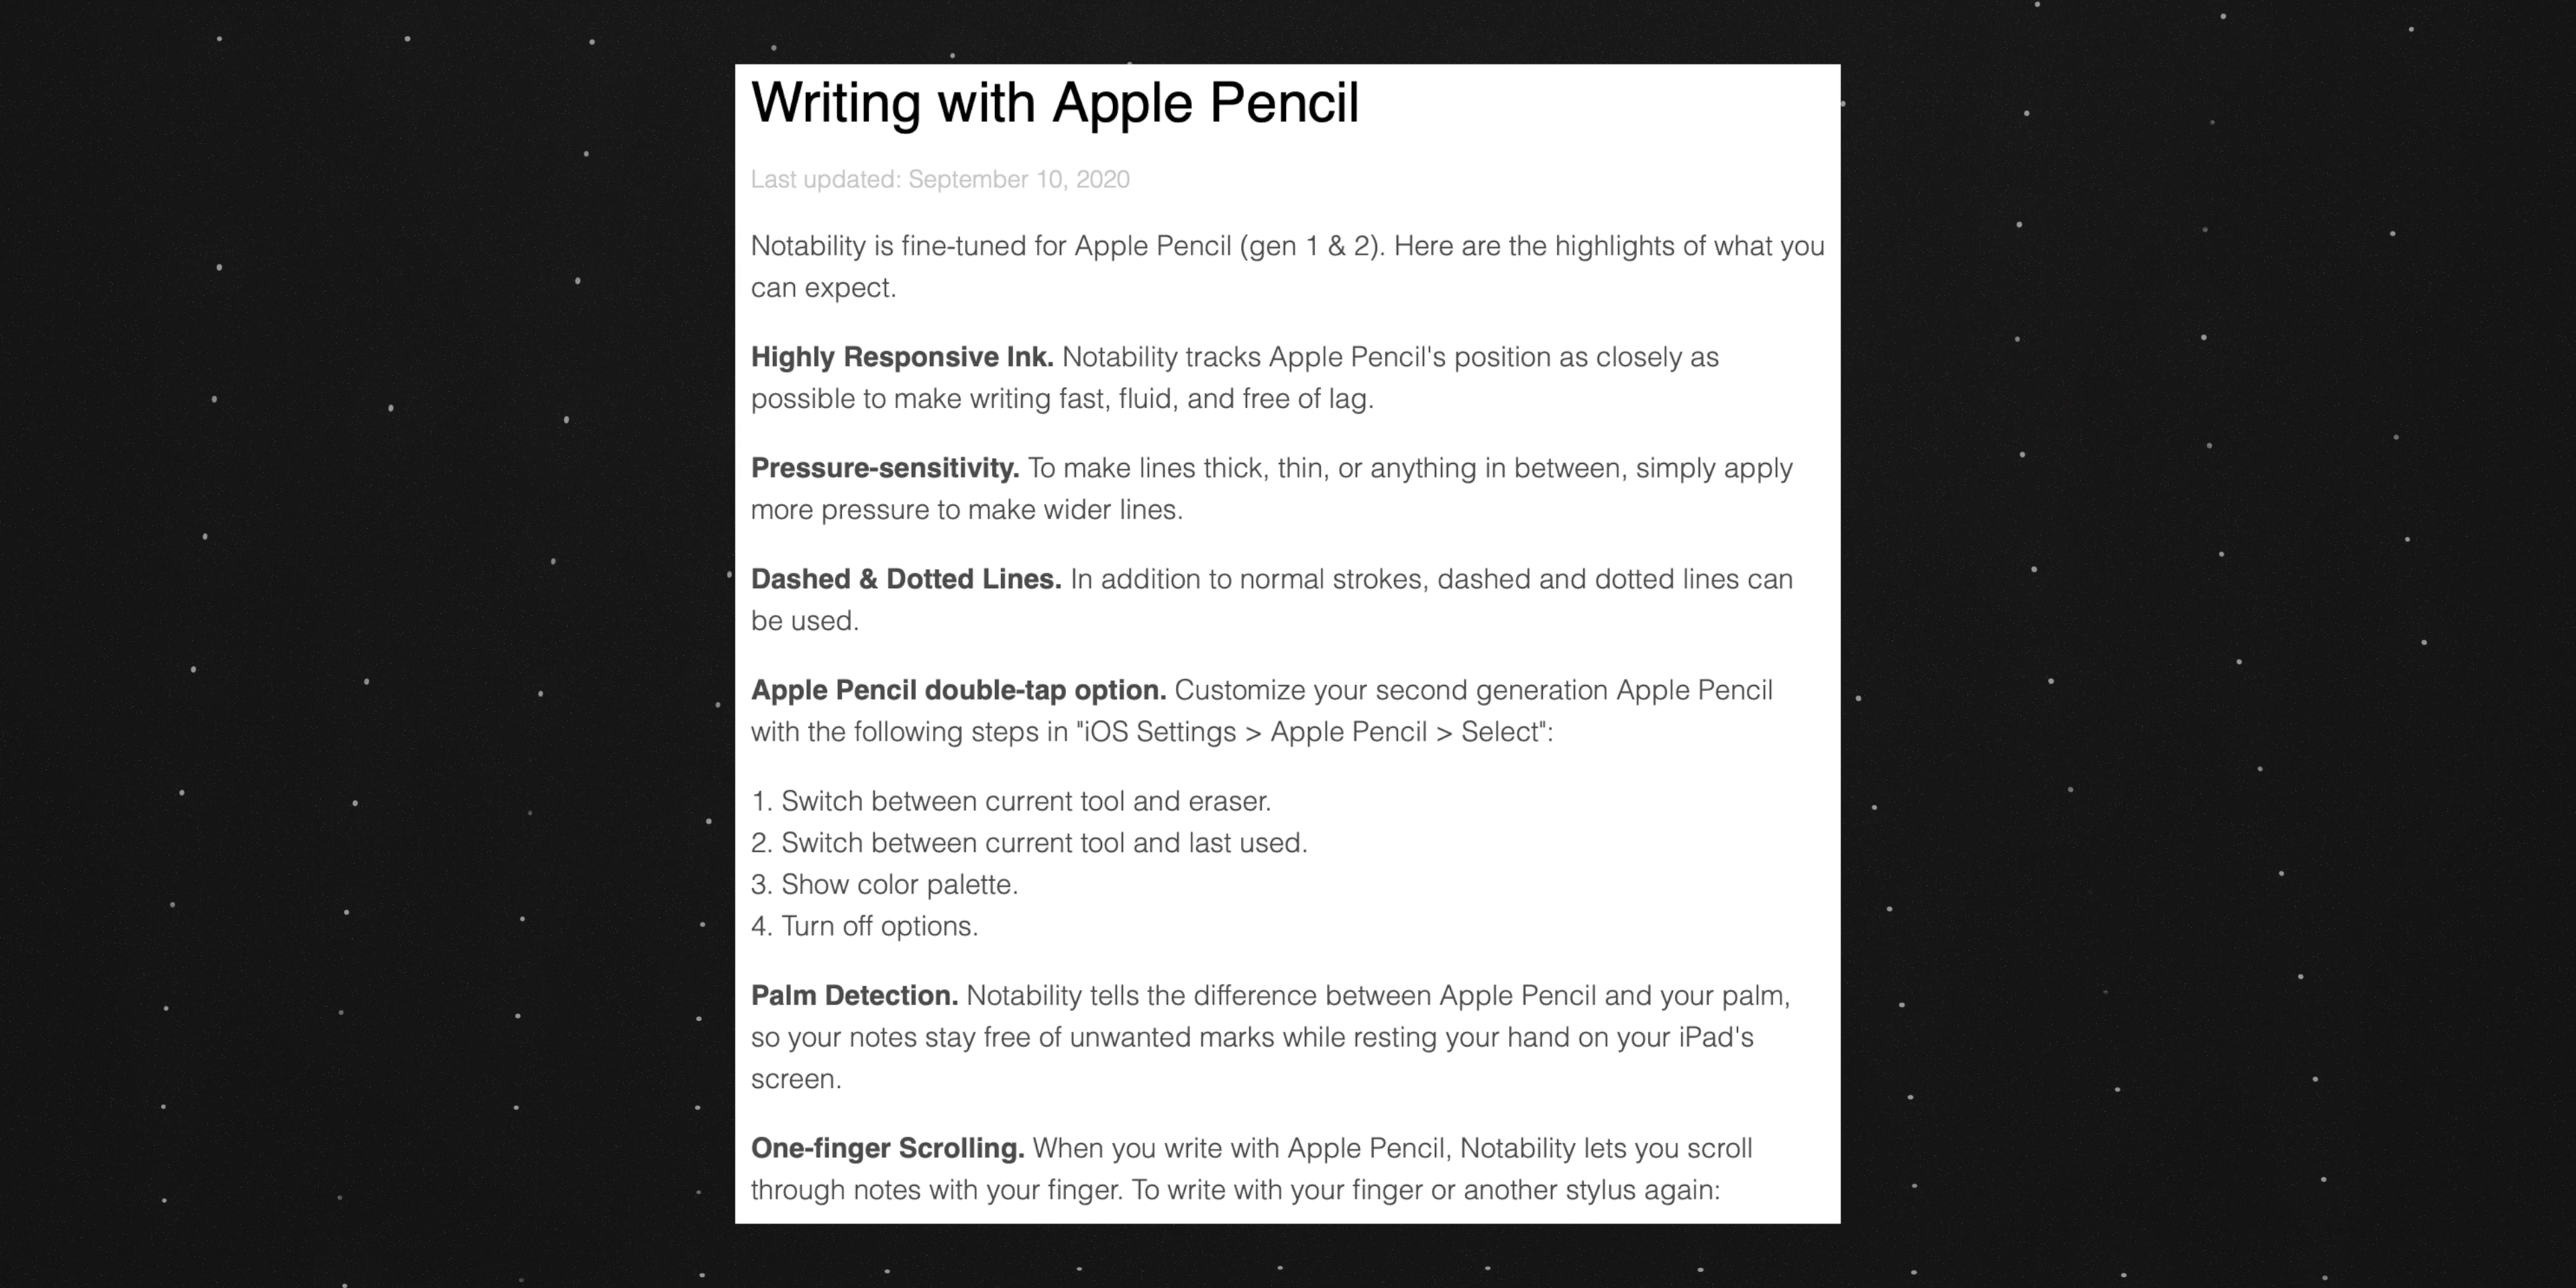 Writing with Apple Pencil
Last updated: September 10, 2020
Notability is fine-tuned for Apple Pencil (gen 1 & 2). Here are the highlights of what you
can expect.
Highly Responsive Ink. Notability tracks Apple Pencil's position as closely as
possible to make writing fast, fluid, and free of lag.
Pressure-sensitivity. To make lines thick, thin, or anything in between, simply apply
more pressure to make wider lines.
Dashed & Dotted Lines. In addition to normal strokes, dashed and dotted lines can
be used.
Apple Pencil double-tap option. Customize your second generation Apple Pencil
with the following steps in "iOS Settings > Apple Pencil > Select":
1. Switch between current tool and eraser.
2. Switch between current tool and last used.
3. Show color palette.
4. Turn off options.
Palm Detection. Notability tells the difference between Apple Pencil and your palm,
so your notes stay free of unwanted marks while resting your hand on your iPad's
screen.
One-finger Scrolling. When you write with Apple Pencil, Notability lets you scroll
through notes with your finger. To write with your finger or another stylus again: